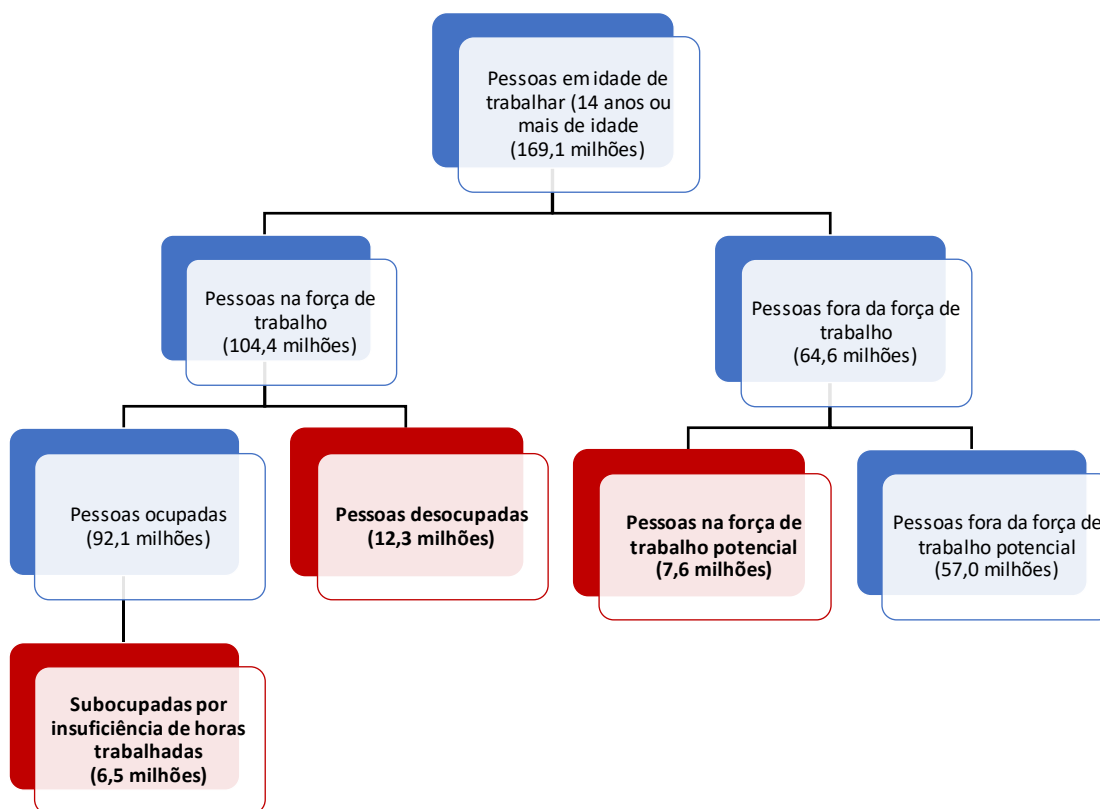 Pessoas em idade de
trabalhar (14 anos ou
mais de idade
(169,1 milhões)
Pessoas na força de
trabalho
(104,4 milhões)
Pessoas fora da força de
trabalho
(64,6 milhões)
Pessoas ocupadas
(92,1 milhões)
Pessoas desocupadas
(12,3 milhões)
Pessoas na força de
trabalho potencial
(7,6 milhões)
Pessoas fora da força de
trabalho potencial
(57,0 milhões)
Subocupadas por
insuficiência de horas
trabalhadas
(6,5 milhões)